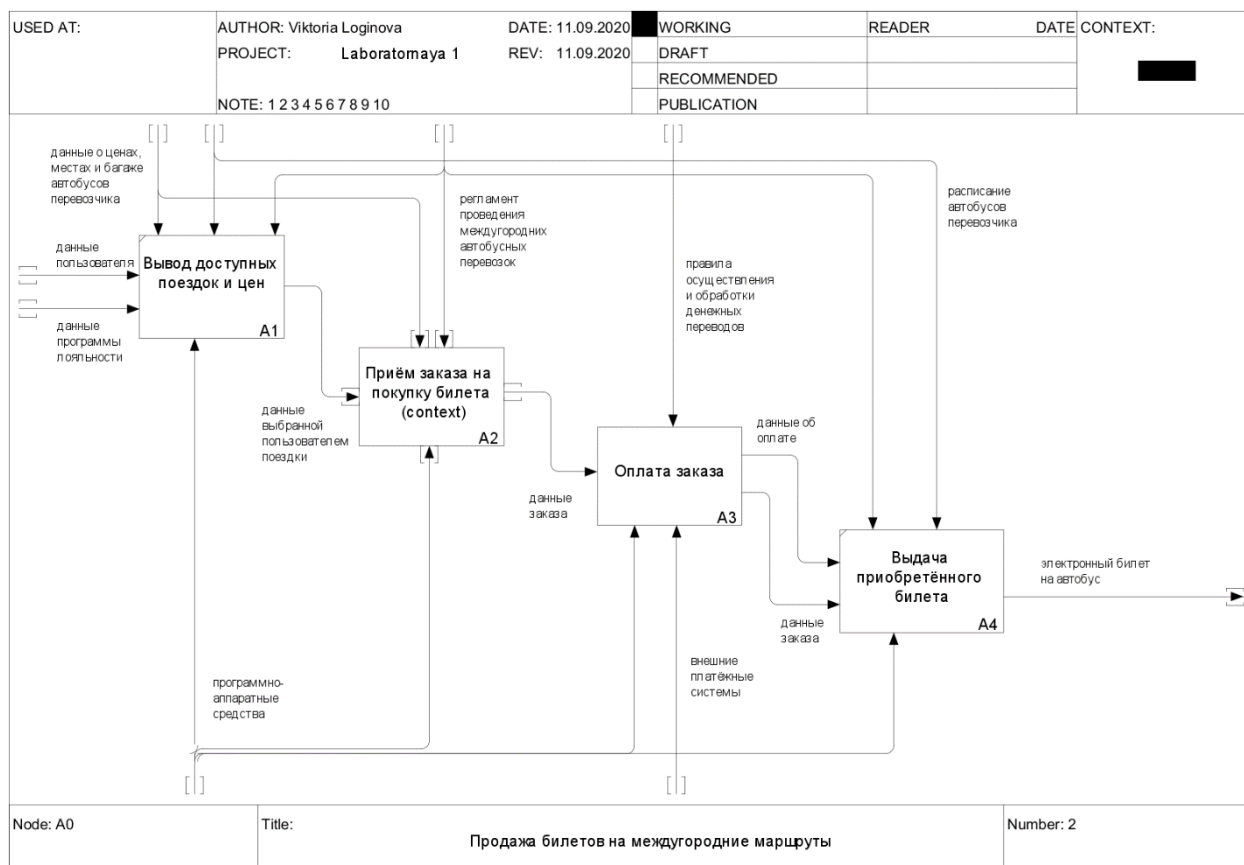 USED AT:
AUTHOR: Viktoria Loginova
DATE: 11.09.2020
WORKING
READER
DATE
CONTEXT:
PROJECT: Laboratornaya 1
REV: 11.09.2020
DRAFT
RECOMMENDED
NOTE: 1 2 3 4 5 6 7 8 9 10
PUBLICATION
данные о ценах,
местах и багаже
автобусов
перевозчика
регламент
проведения
междугородних
автобусных
перевозок
расписание
автобусов
перевозчика
данные
пользователя
Вывод доступных
поездок и цен
A1
данные
программы
лояльности
правила
осуществления
и обработки
денежных
переводов
Приём заказа на
покупку билета
(context)
A2
данные
выбранной
пользователем
поездки
данные об
оплате
Оплата заказа
A3
данные
заказа
Выдача
приобретённого
билета
A4
электронный билет
на автобус
данные
заказа
внешние
платёжные
системы
программно-
аппаратные
средства
Node: A0
Title:
Продажа билетов на междугородние маршруты
Number: 2